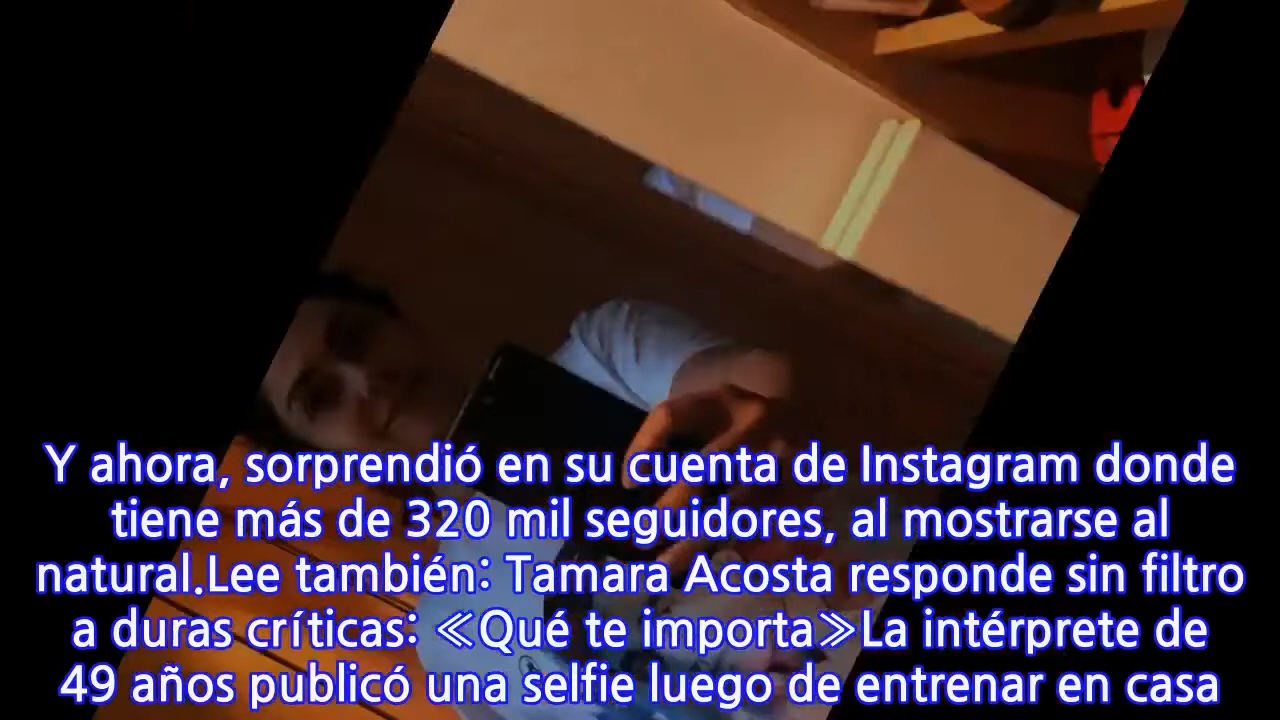 Y ahora, sorprendió en su cuenta de Instagram donde
tiene más de 320 mil seguidores, al mostrarse al
natural.Lee también: Tamara Acosta responde sin filtro
a duras críticas: ≪Qué te importa≫La intérprete de
49 años publicó una selfie luego de entrenar en casa